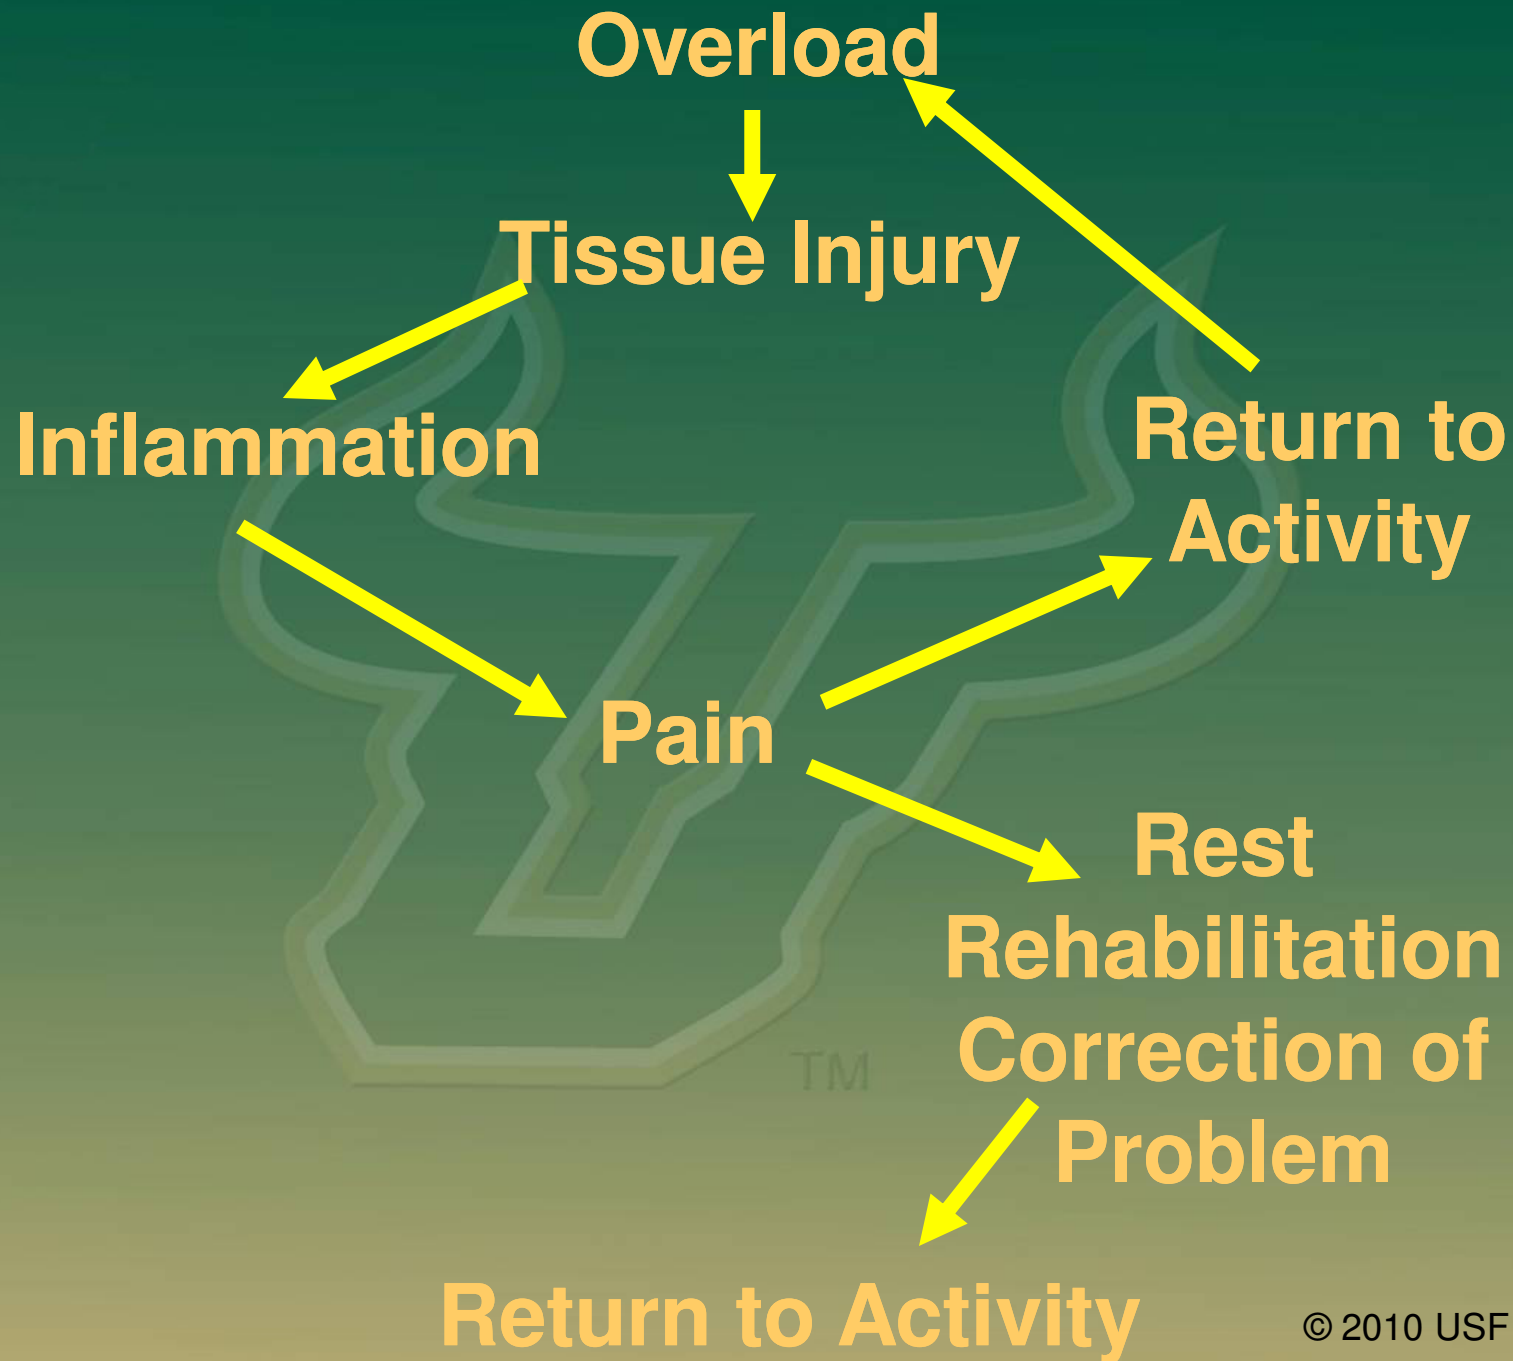 Overload
Tissue Injury
Inflammation
Return to
Activity
Pain
Rest
Rehabilitation
Correction of
Problem
TM
Return to Activity
© 2010 USF